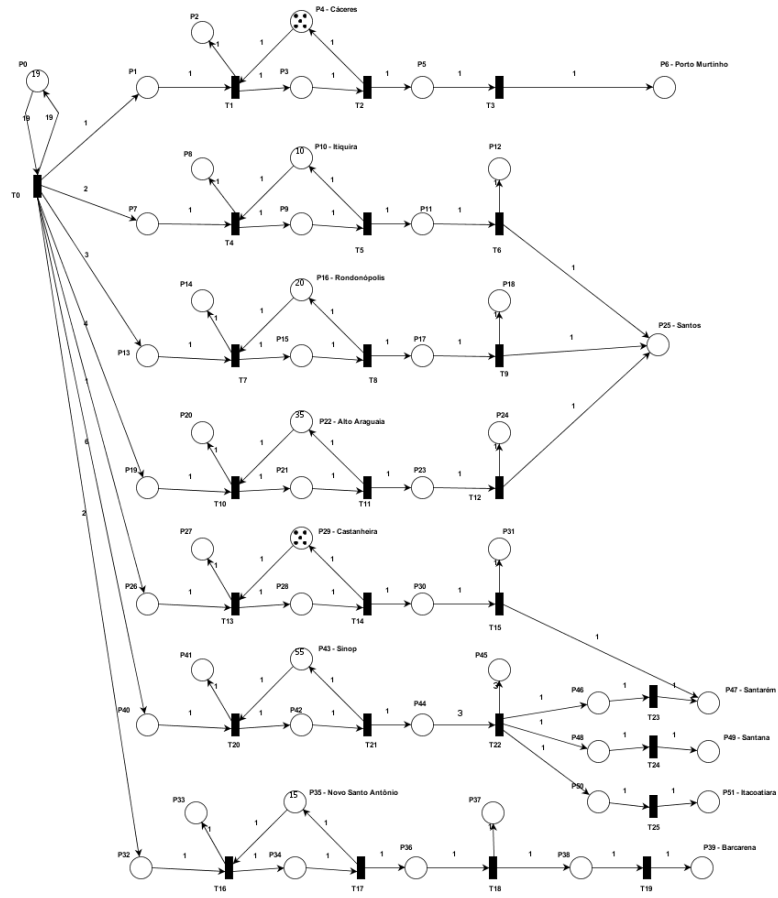 P0
19
19
19
T0
P2
1
P4 - Cáceres
1
1
P1
1
T1
1
P3
1
T2
1
P5
1
T3
1
P6 - Porto Murtinho
1
P8
1
P10 - Itiquira
10
1
1
P12
1
2
P7
1
T4
1
P9
1
T5
1
P11
1
T6
1
3
P14
1
P16 - Rondonópolis
20
1
1
P18
1
P25 - Santos
P13
1
T7
1
P15
1
T8
1
P17
1
T9
1
4
P20
1
P22 - Alto Araguaia
35
1
1
P24
1
1
P19
1
T10
1
P21
1
T11
1
P23
1
T12
1
P27
1
P29 - Castanheira
1
1
P31
1
P26
1
T13
1
P28
1
T14
1
P30
1
T15
1
6
P41
1
P43 - Sinop
55
1
1
P45
3
P40
1
T20
1
P42
1
T21
1
P44
3
T22
1
P46
1
T23
1
P47 - Santarém
1
P48
1
T24
1
P49 - Santana
1
P50
1
T25
1
P51 - Itacoatiara
2
P33
1
P35 - Novo Santo Antônio
15
1
1
P37
1
P32
1
T16
1
P34
1
T17
1
P36
1
T18
1
P38
1
T19
1
P39 - Barcarena